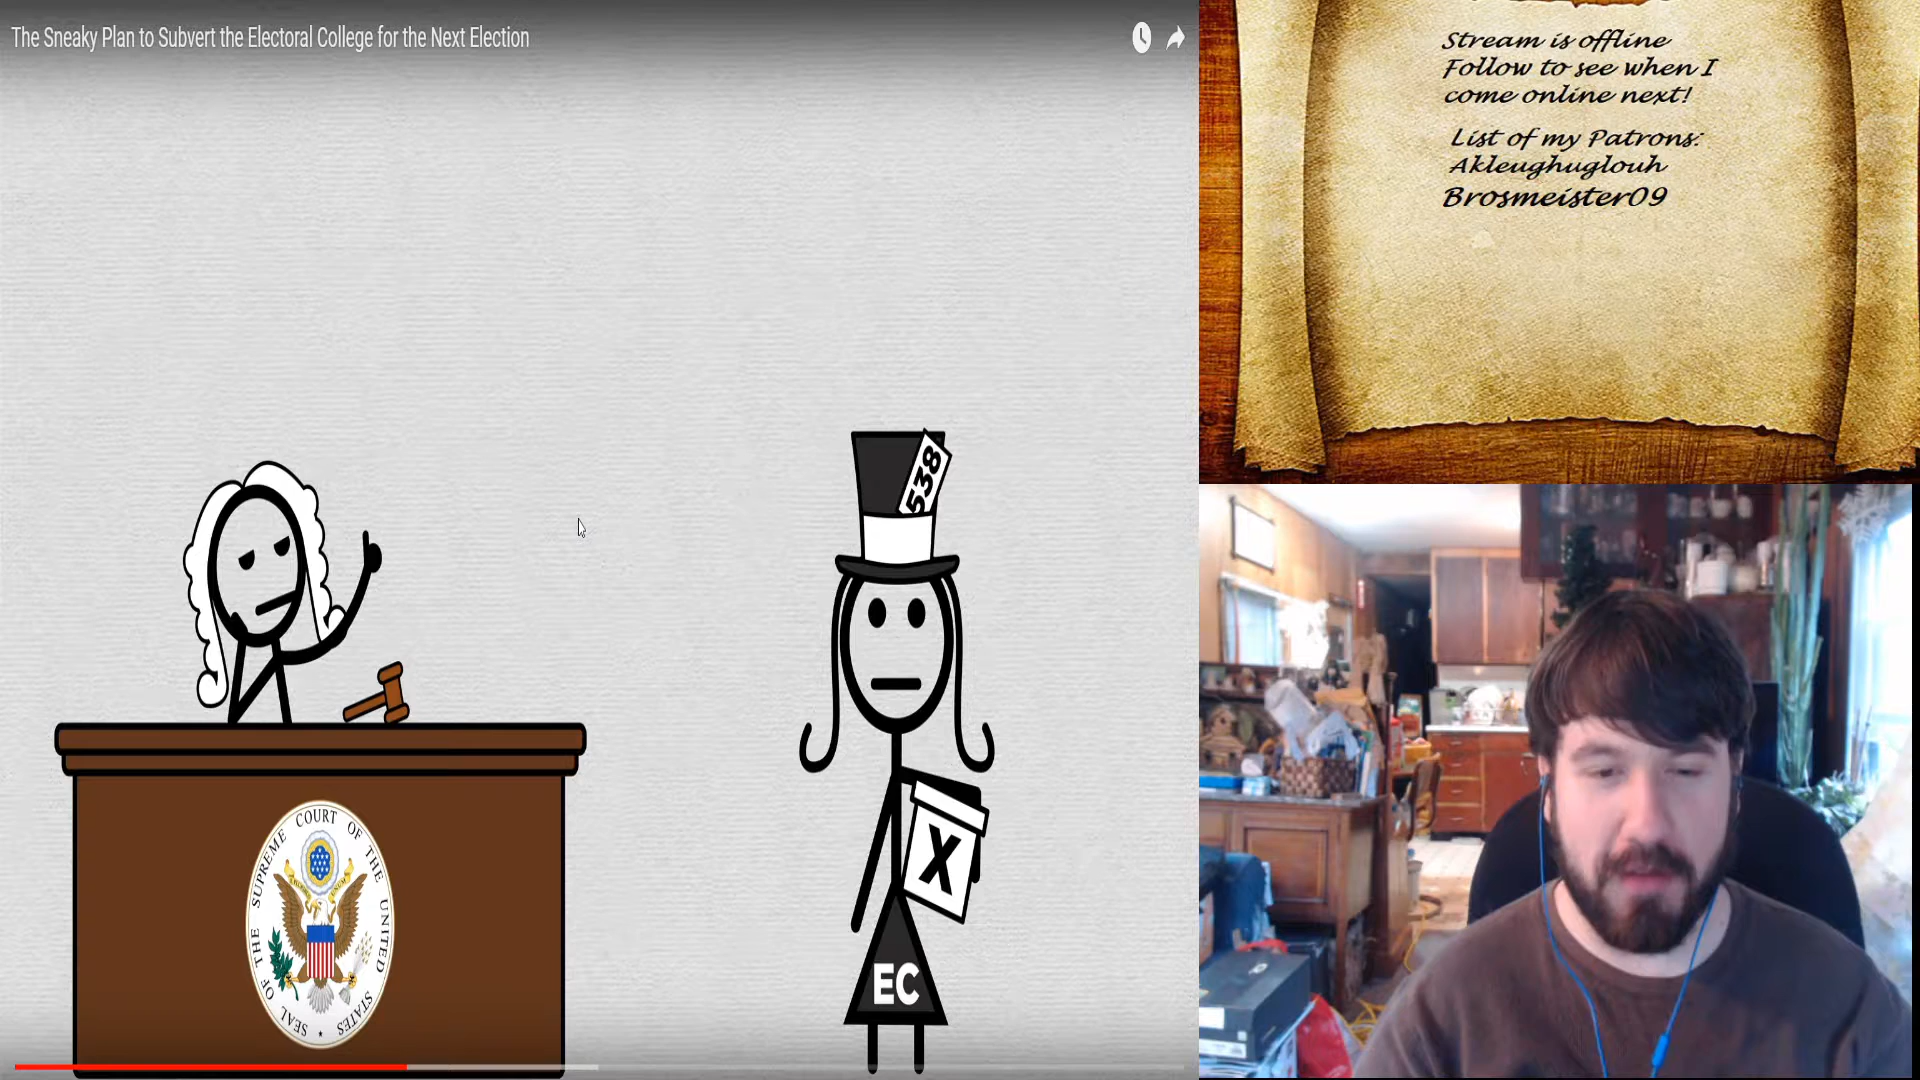 The Sneaky Plan to Subvert the Electoral College for the Next Election
Stream is offline
Follow to see when I
come online next!
List of my Patrons:
Akleughuglouh
Brosmeister09
538
X
EC
SEAL OF THE SUPREME COURT OF THE UNITED STATES